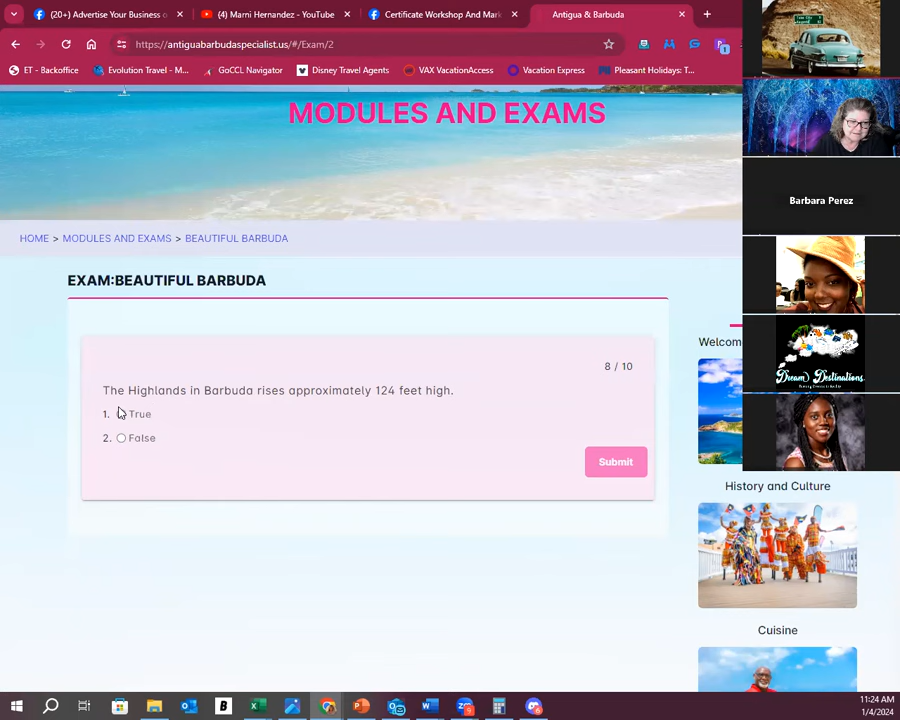 (20+) Advertise Your Business o
(4) Marni Hernandez - YouTube
Certificate Workshop And Mark
Antigua & Barbuda
https://antiguabarbudaspecialist.us/#/Exam/2
1
ET - Backoffice
Evolution Travel - M...
GoCCL Navigator
Disney Travel Agents
VAX VacationAccess
Vacation Express
Pleasant Holidays: T...
MODULES AND EXAMS
HOME > MODULES AND EXAMS > BEAUTIFUL BARBUDA
EXAM:BEAUTIFUL BARBUDA
8 / 10
The Highlands in Barbuda rises approximately 124 feet high.
1. True
2. False
Submit
Welcom
History and Culture
Cuisine
Barbara Perez
Dream Destinations
11:24 AM
1/4/2024